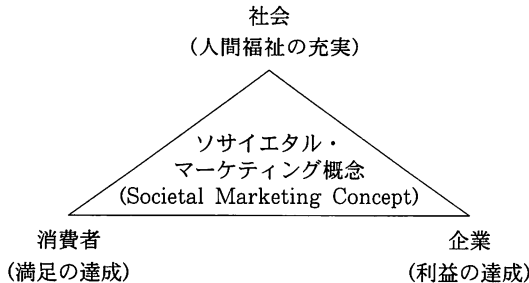 社会
(人間福祉の充実)
ソサイエタル・
マーケティング概念
(Societal Marketing Concept)
消費者
(満足の達成)
企業
(利益の達成)